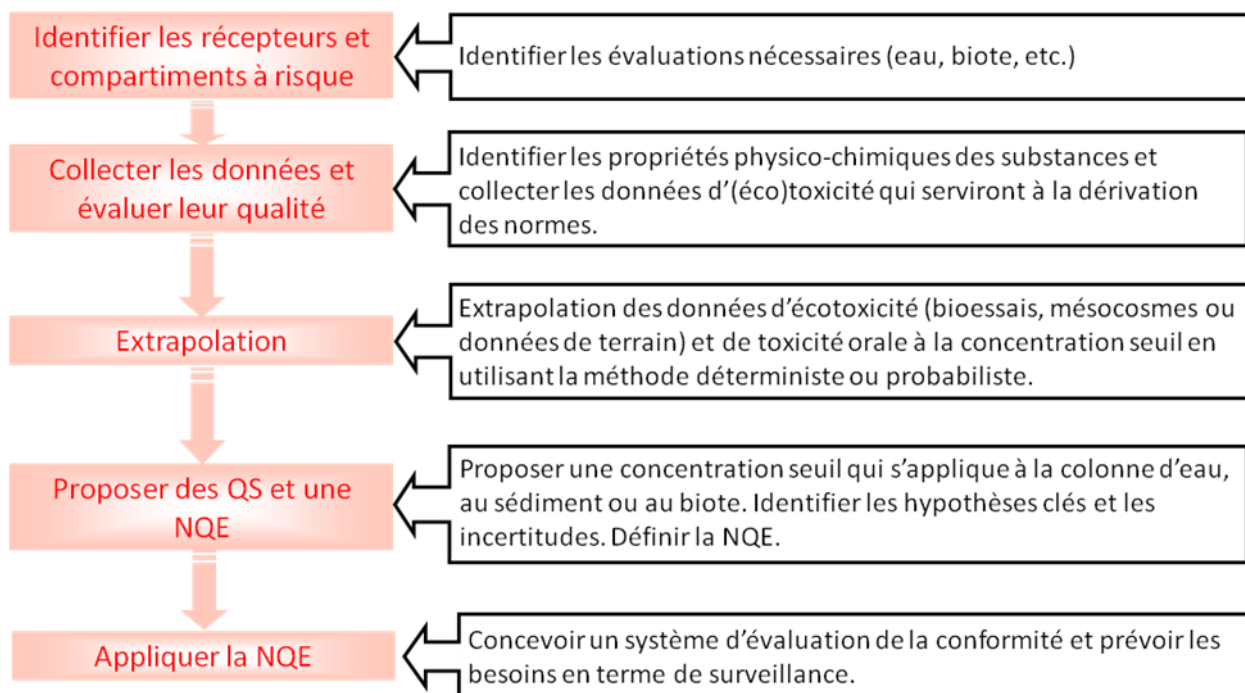 Identifier les récepteurs et
compartiments à risque
Identifier les évaluations nécessaires (eau, biote, etc.)
Collecter les données et
évaluer leur qualité
Identifier les propriétés physico-chimiques des substances et
collecter les données d'(éco)toxicité qui serviront à la dérivation
des normes.
Extrapolation
Extrapolation des données d'écotoxicité (bioessais, mésocosmes ou
données de terrain) et de toxicité orale à la concentration seuil en
utilisant la méthode déterministe ou probabiliste.
Proposer des QS et une
NQE
Proposer une concentration seuil qui s'applique à la colonne d'eau,
au sédiment ou au biote. Identifier les hypothèses clés et les
incertitudes. Définir la NQE.
Appliquer la NQE
Concevoir un système d'évaluation de la conformité et prévoir les
besoins en terme de surveillance.